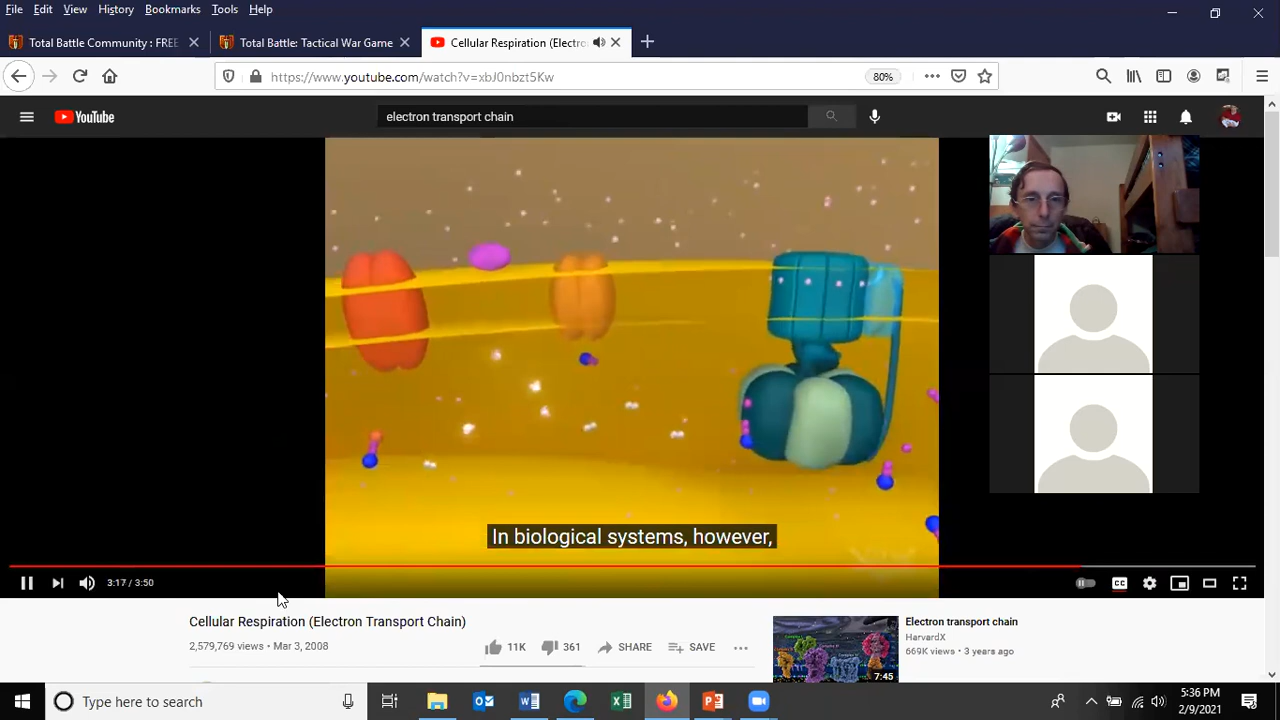 File Edit View History Bookmarks Tools Help
Total Battle Community : FREE
Total Battle: Tactical War Game
Cellular Respiration (Electro
https://www.youtube.com/watch?v=xbJ0nbzt5Kw
80%
YouTube
electron transport chain
In biological systems, however,
3:17 / 3:50
CC
Cellular Respiration (Electron Transport Chain)
2,579,769 views • Mar 3, 2008
11K
361
SHARE
SAVE
7:45
Electron transport chain
HarvardX
669K views • 3 years ago
Type here to search
5:36 PM
2/9/2021